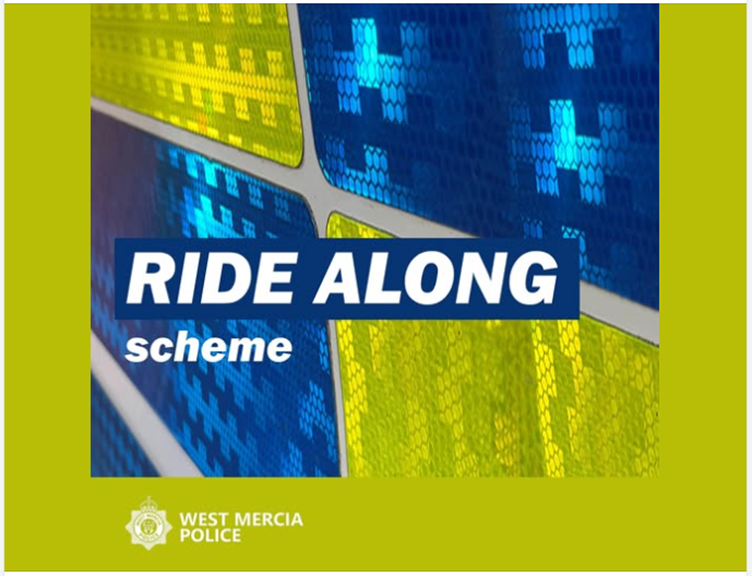 RIDE ALONG
scheme
WEST MERCIA
POLICE